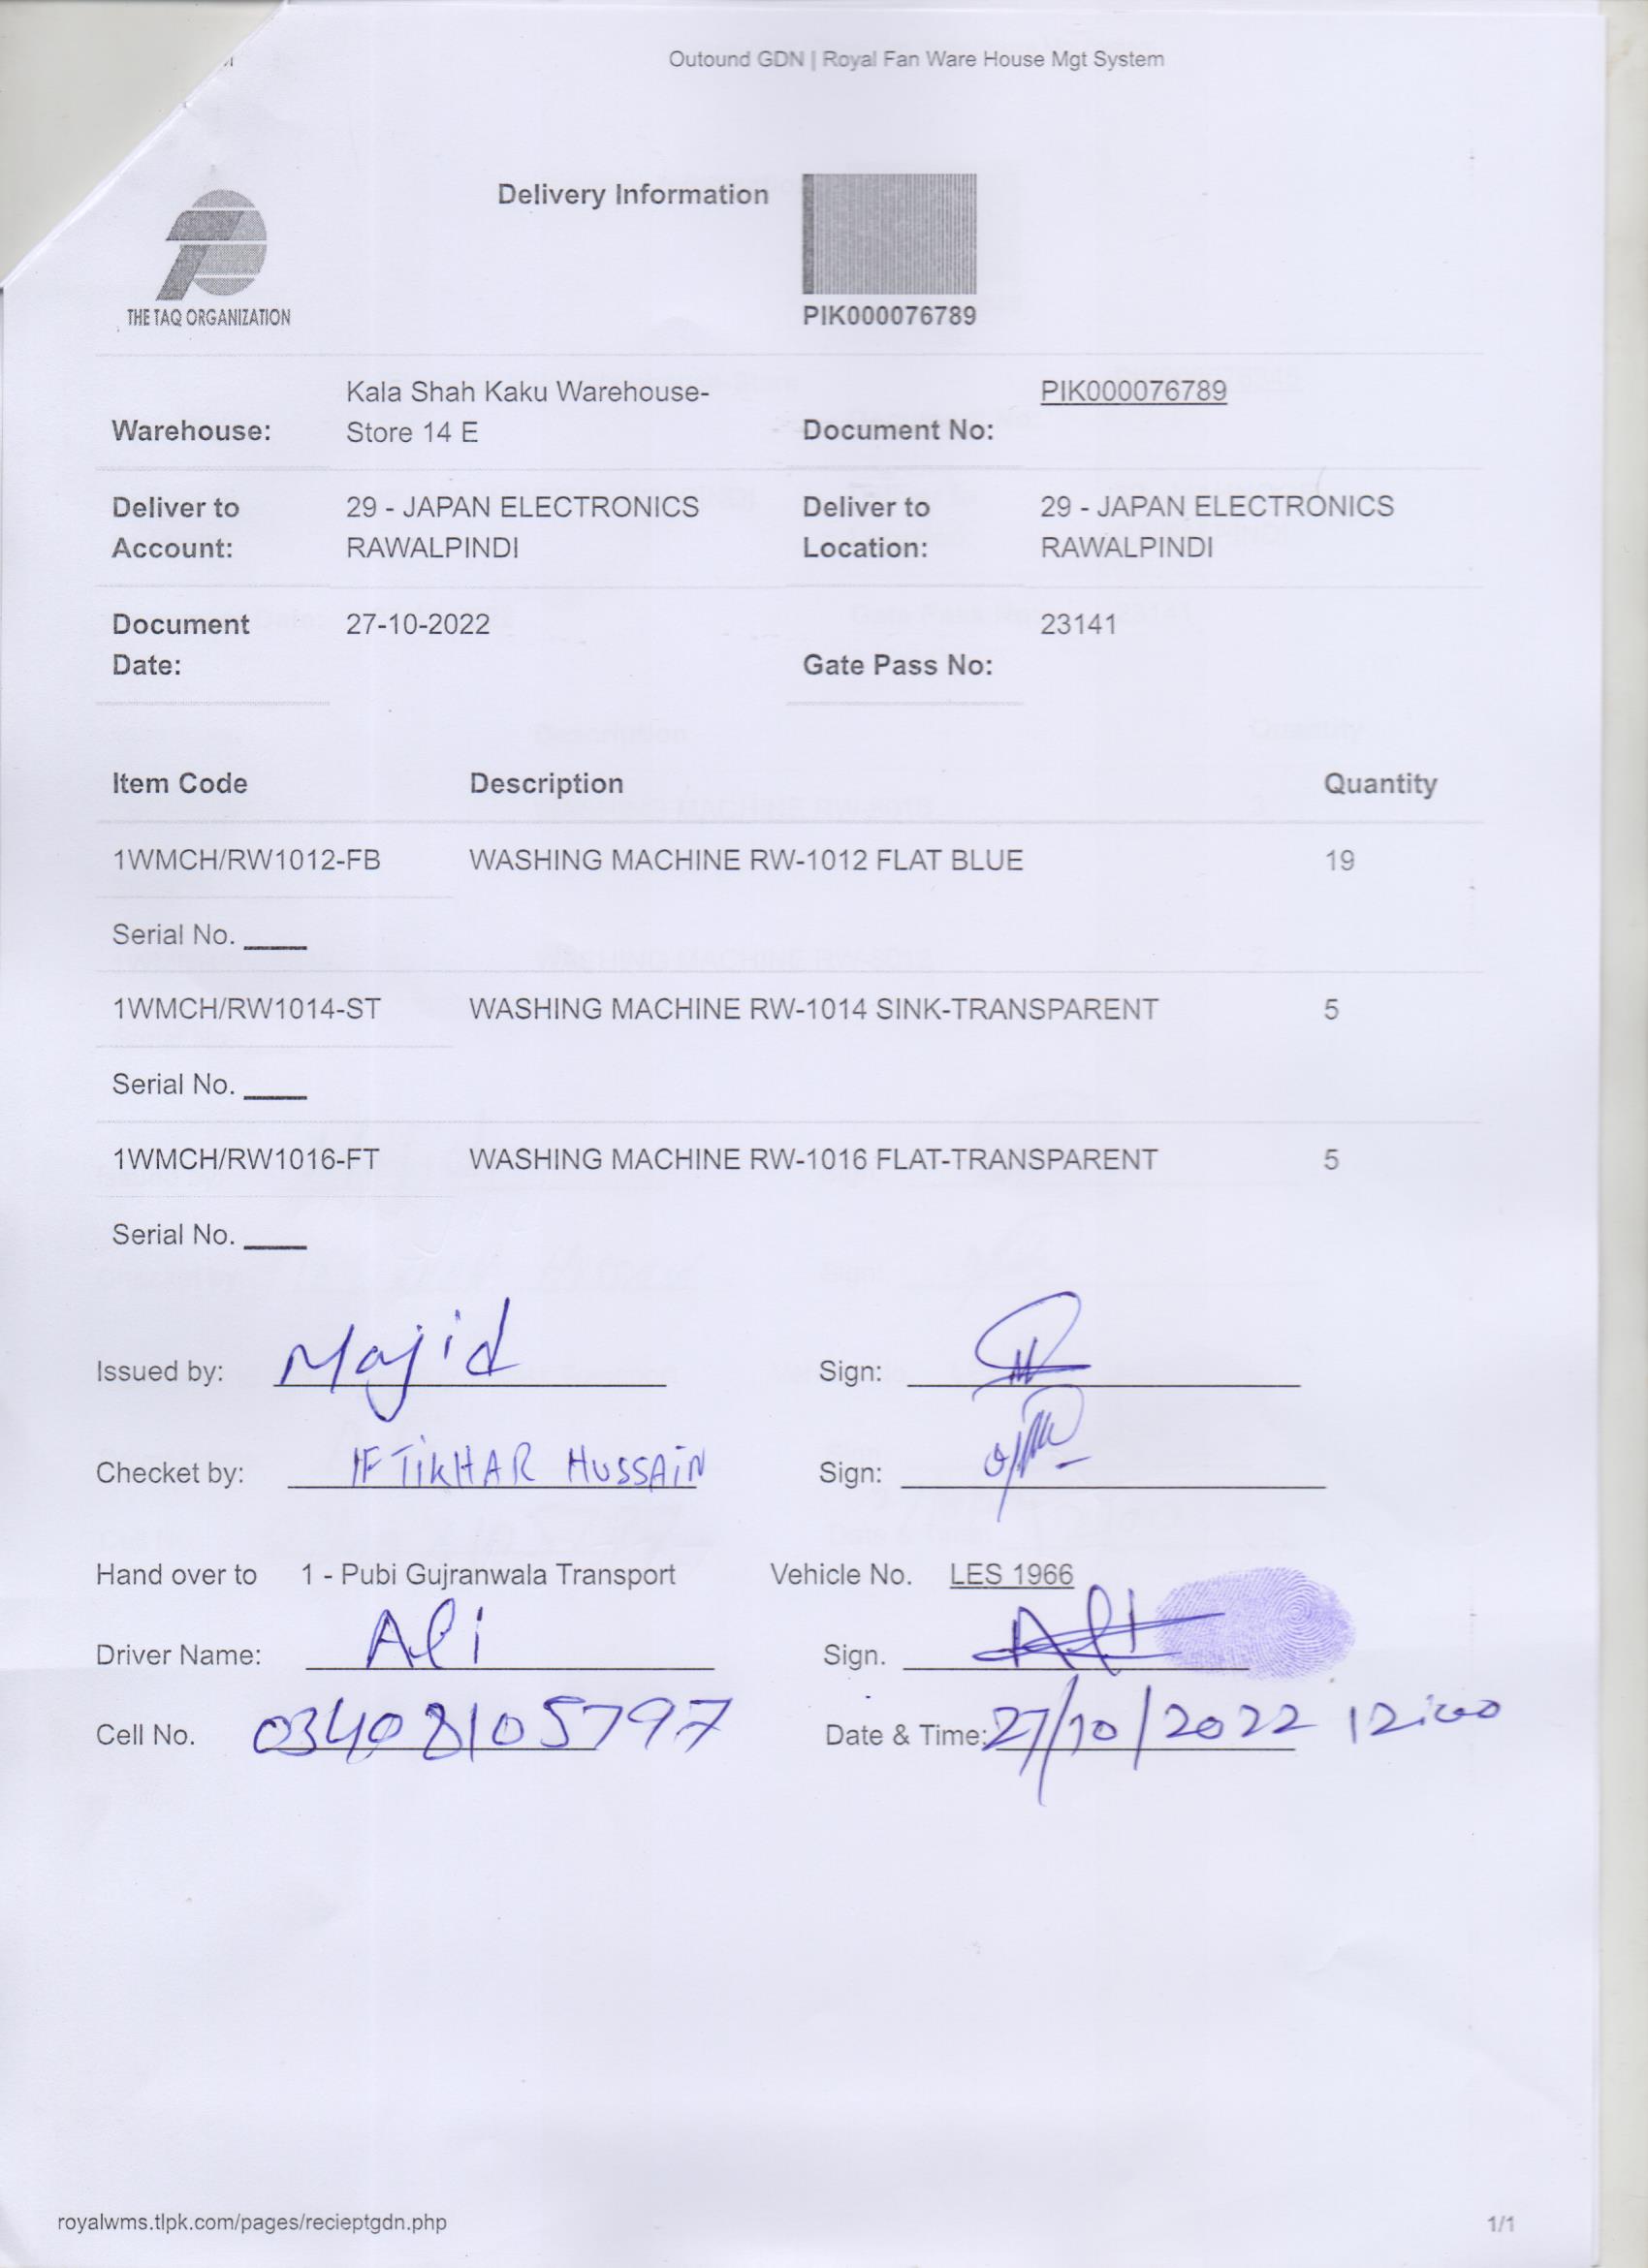 Outound GDN | Royal Fan Ware House Mgt System
Delivery Information
THE TAQ ORGANIZATION
PIK000076789
Warehouse: Kala Shah Kaku Warehouse-
Store 14 E
Document No: PIK000076789
Deliver to
Account: 29 - JAPAN ELECTRONICS
RAWALPINDI
Deliver to
Location: 29 - JAPAN ELECTRONICS
RAWALPINDI
Document
Date: 27-10-2022
Gate Pass No: 23141
Item Code Description Quantity
1WMCH/RW1012-FB WASHING MACHINE RW-1012 FLAT BLUE 19
Serial No. ____
1WMCH/RW1014-ST WASHING MACHINE RW-1014 SINK-TRANSPARENT 5
Serial No. ____
1WMCH/RW1016-FT WASHING MACHINE RW-1016 FLAT-TRANSPARENT 5
Serial No. ____
Issued by: Majid Sign:
Checket by: IFTIKHAR HUSSAIN Sign:
Hand over to 1 - Pubi Gujranwala Transport Vehicle No. LES 1966
Driver Name: Ali Sign. Ali
Cell No. 03408105797 Date & Time: 27/10/2022 12:00
royalwms.tlpk.com/pages/recieptgdn.php 1/1